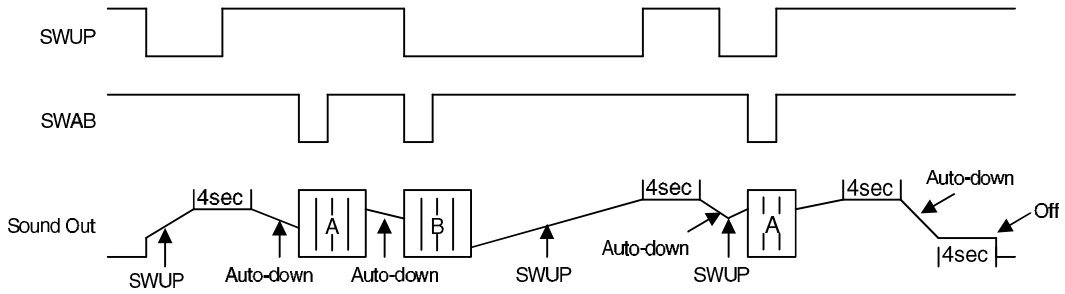 SWUP
SWAB
Sound Out
4sec
A
B
4sec
A
4sec
Auto-down
Off
SWUP
Auto-down
Auto-down
SWUP
Auto-down
SWUP
4sec